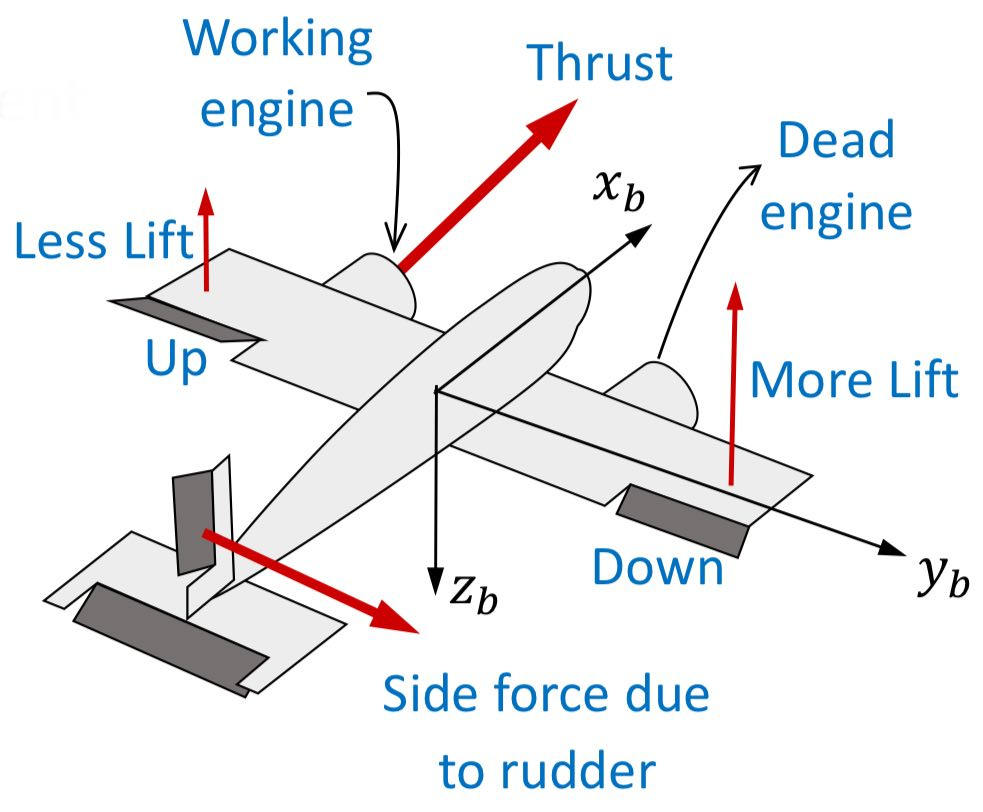 Working
engine
Thrust
Dead
engine
x_b
Less Lift
Up
More Lift
Down
y_b
z_b
Side force due
to rudder